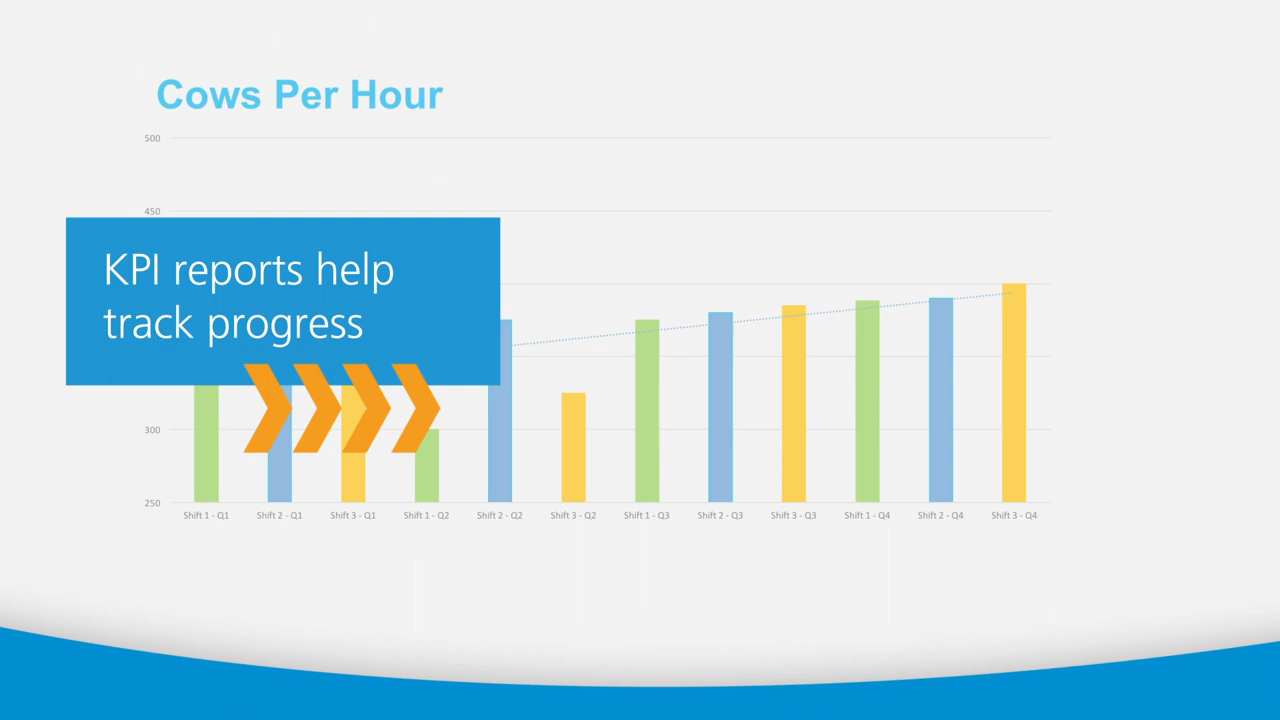 Cows Per Hour
500
450
KPI reports help
track progress
300
250
Shift 1 - Q1
Shift 2 - Q1
Shift 3 - Q1
Shift 1 - Q2
Shift 2 - Q2
Shift 3 - Q2
Shift 1 - Q3
Shift 2 - Q3
Shift 3 - Q3
Shift 1 - Q4
Shift 2 - Q4
Shift 3 - Q4